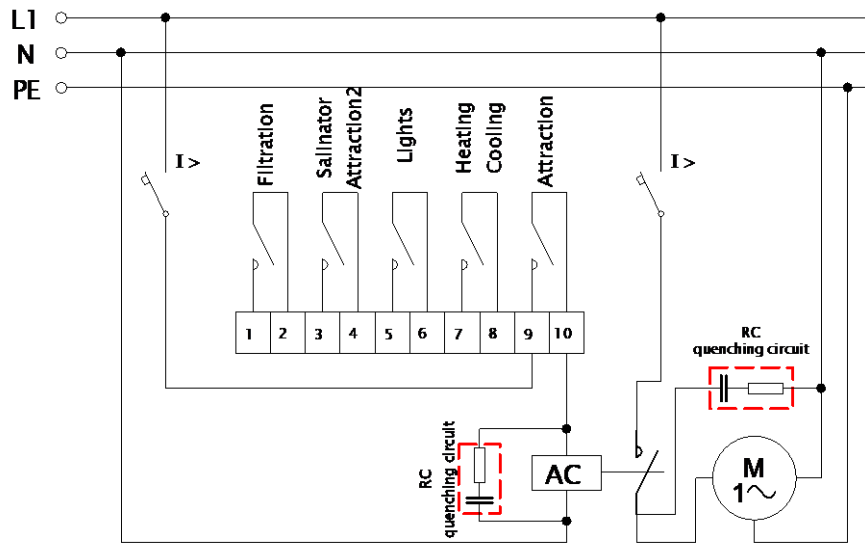 L1
N
PE
I >
I >
Filtration
Salinator
Attraction2
Lights
Heating
Cooling
Attraction
1 2 3 4 5 6 7 8 9 10
RC
quenching circuit
RC
quenching circuit
AC
M
1~